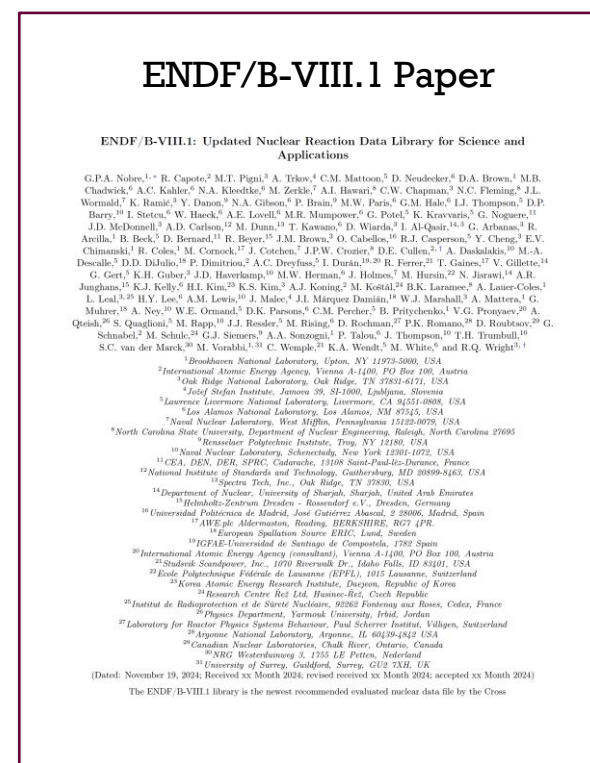 ENDF/B-VIII.1 Paper
ENDF/B-VIII.1: Updated Nuclear Reaction Data Library for Science and
Applications
G.P.A. Nobre,1, * R. Capote,2 M.T. Pigni,3 A. Trkov,4 C.M. Mattoon,5 D. Neudecker,6 D.A. Brown,1 M.B.
Chadwick,6 A.C. Kahler,6 N.A. Kleedtke,6 M. Zerkle,7 A.I. Hawari,8 C.W. Chapman,3 N.C. Fleming,8 J.L.
Wormald,7 K. Ramić,3 Y. Danon,9 N.A. Gibson,6 P. Brain,9 M.W. Paris,6 G.M. Hale,6 I.J. Thompson,5 D.P.
Barry,10 I. Stetcu,6 W. Haeck,6 A.E. Lovell,6 M.R. Mumpower,6 G. Potel,5 K. Kravvaris,5 G. Noguere,11
J.D. McDonnell,3 A.D. Carlson,12 M. Dunn,13 T. Kawano,6 D. Wiarda,3 I. Al-Qasir,14, 3 G. Arbanas,3 R.
Arcilla,1 B. Beck,5 D. Bernard,11 R. Beyer,15 J.M. Brown,3 O. Cabellos,16 R.J. Casperson,5 Y. Cheng,3 E.V.
Chimanski,1 R. Coles,1 M. Cornock,17 J. Cotchen,7 J.P.W. Crozier,8 D.E. Cullen,2, † A. Daskalakis,10 M.-A.
Descalle,5 D.D. DiJulio,18 P. Dimitriou,2 A.C. Dreyfuss,5 I. Durán,19, 20 R. Ferrer,21 T. Gaines,17 V. Gillette,14
G. Gert,5 K.H. Guber,3 J.D. Haverkamp,10 M.W. Herman,6 J. Holmes,7 M. Hursin,22 N. Jisrawi,14 A.R.
Junghans,15 K.J. Kelly,6 H.I. Kim,23 K.S. Kim,3 A.J. Koning,2 M. Koštál,24 B.K. Laramee,8 A. Lauer-Coles,1
L. Leal,3, 25 H.Y. Lee,6 A.M. Lewis,10 J. Malec,4 J.I. Márquez Damián,18 W.J. Marshall,3 A. Mattera,1 G.
Muhrer,18 A. Ney,10 W.E. Ormand,5 D.K. Parsons,6 C.M. Percher,5 B. Pritychenko,1 V.G. Pronyaev,20 A.
Qteish,26 S. Quaglioni,5 M. Rapp,10 J.J. Ressler,5 M. Rising,6 D. Rochman,27 P.K. Romano,28 D. Roubtsov,29 G.
Schnabel,2 M. Schulc,24 G.J. Siemers,9 A.A. Sonzogni,1 P. Talou,6 J. Thompson,10 T.H. Trumbull,10
S.C. van der Marck,30 M. Vorabbi,1, 31 C. Wemple,21 K.A. Wendt,5 M. White,6 and R.Q. Wright3, †
1Brookhaven National Laboratory, Upton, NY 11973-5000, USA
2International Atomic Energy Agency, Vienna A-1400, PO Box 100, Austria
3Oak Ridge National Laboratory, Oak Ridge, TN 37831-6171, USA
4Jožef Stefan Institute, Jamova 39, SI-1000, Ljubljana, Slovenia
5Lawrence Livermore National Laboratory, Livermore, CA 94551-0808, USA
6Los Alamos National Laboratory, Los Alamos, NM 87545, USA
7Naval Nuclear Laboratory, West Mifflin, Pennsylvania 15122-0079, USA
8North Carolina State University, Department of Nuclear Engineering, Raleigh, North Carolina 27695
9Rensselaer Polytechnic Institute, Troy, NY 12180, USA
10Naval Nuclear Laboratory, Schenectady, New York 12301-1072, USA
11CEA, DEN, DER, SPRC, Cadarache, 13108 Saint-Paul-lèz-Durance, France
12National Institute of Standards and Technology, Gaithersburg, MD 20899-8463, USA
13Spectra Tech, Inc., Oak Ridge, TN 37830, USA
14Department of Nuclear, University of Sharjah, Sharjah, United Arab Emirates
15Helmholtz-Zentrum Dresden - Rossendorf e.V., Dresden, Germany
16Universidad Politécnica de Madrid, José Gutiérrez Abascal, 2 28006, Madrid, Spain
17AWE plc Aldermaston, Reading, BERKSHIRE, RG7 4PR.
18European Spallation Source ERIC, Lund, Sweden
19IGFAE-Universidad de Santiago de Compostela, 1782 Spain
20International Atomic Energy Agency (consultant), Vienna A-1400, PO Box 100, Austria
21Studsvik Scandpower, Inc., 1070 Riverwalk Dr., Idaho Falls, ID 83401, USA
22Ecole Polytechnique Fédérale de Lausanne (EPFL), 1015 Lausanne, Switzerland
23Korea Atomic Energy Research Institute, Daejeon, Republic of Korea
24Research Centre Řež Ltd, Husinec-Řež, Czech Republic
25Institut de Radioprotection et de Sûreté Nucléaire, 92262 Fontenay aux Roses, Cedex, France
26Physics Department, Yarmouk University, Irbid, Jordan
27Laboratory for Reactor Physics Systems Behaviour, Paul Scherrer Institut, Villigen, Switzerland
28Argonne National Laboratory, Argonne, IL 60439-4842 USA
29Canadian Nuclear Laboratories, Chalk River, Ontario, Canada
30NRG Westerduinweg 3, 1755 LE Petten, Nederland
31University of Surrey, Guildford, Surrey, GU2 7XH, UK
(Dated: November 19, 2024; Received xx Month 2024; revised received xx Month 2024; accepted xx Month 2024)
The ENDF/B-VIII.1 library is the newest recommended evaluated nuclear data file by the Cross